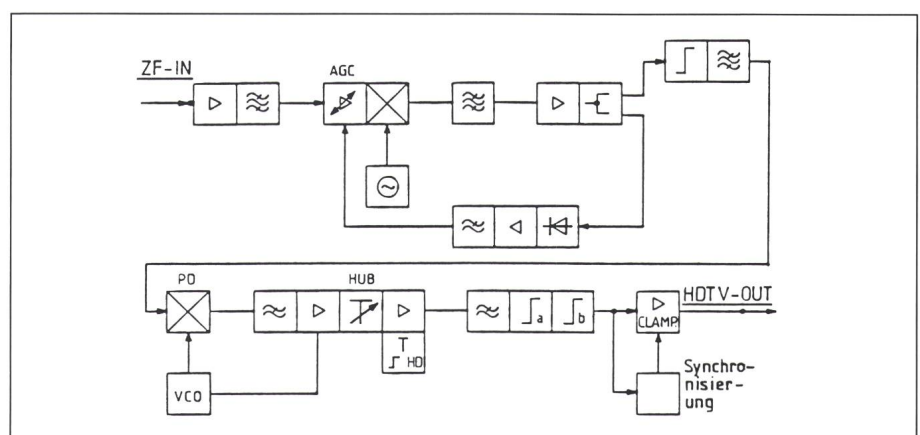 ZF-IN
AGC
PD
HUB
HDTV-OUT
a
b
CLAMP
HD
VCO
Synchro-
nisier-
ung